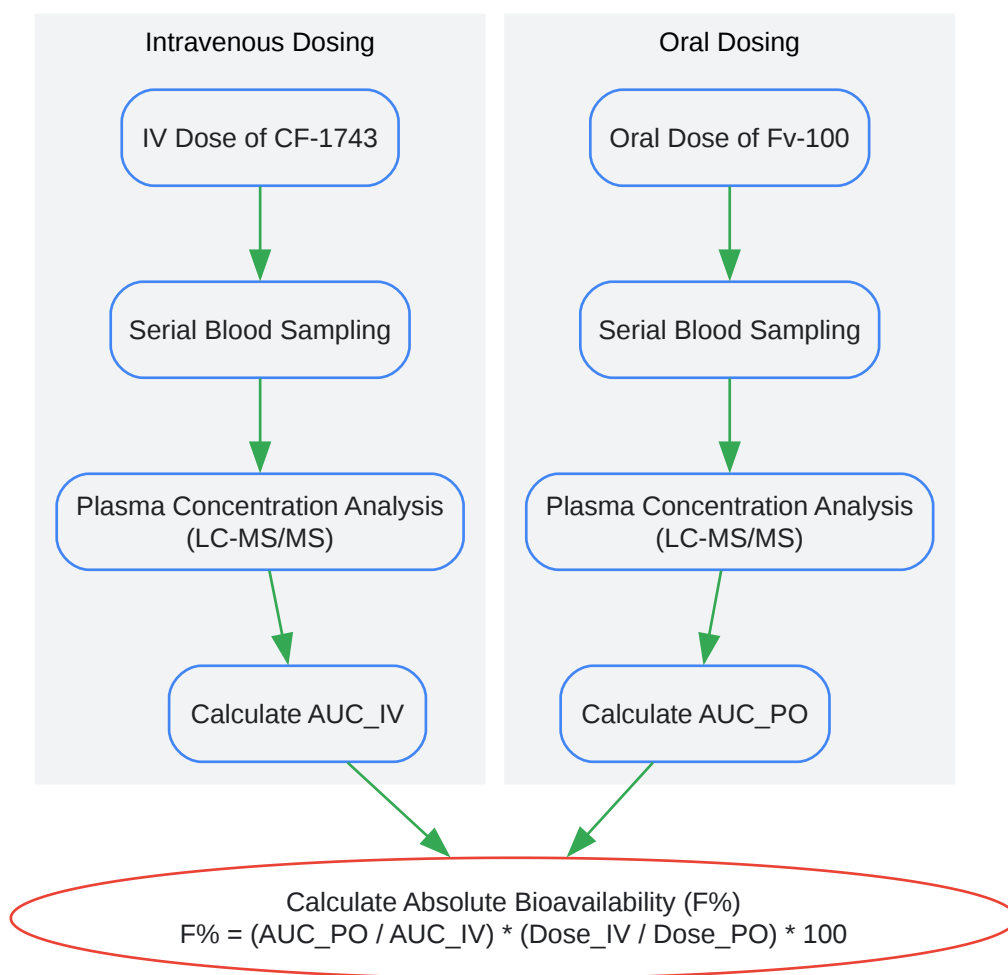 Intravenous Dosing
IV Dose of CF-1743
Serial Blood Sampling
Plasma Concentration Analysis
(LC-MS/MS)
Calculate AUC_IV
Oral Dosing
Oral Dose of Fv-100
Serial Blood Sampling
Plasma Concentration Analysis
(LC-MS/MS)
Calculate AUC_PO
Calculate Absolute Bioavailability (F%)
F% = (AUC_PO / AUC_IV) * (Dose_IV / Dose_PO) * 100